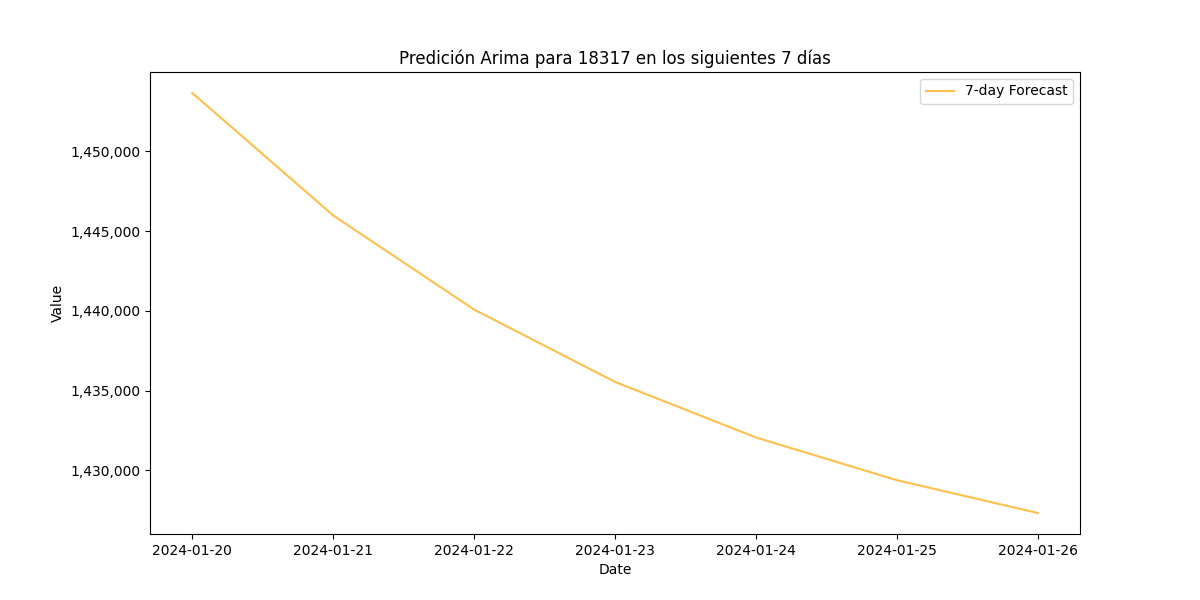 Predición Arima para 18317 en los siguientes 7 días
7-day Forecast
1,450,000
1,445,000
1,440,000
1,435,000
1,430,000
Value
2024-01-20 2024-01-21 2024-01-22 2024-01-23 2024-01-24 2024-01-25 2024-01-26
Date